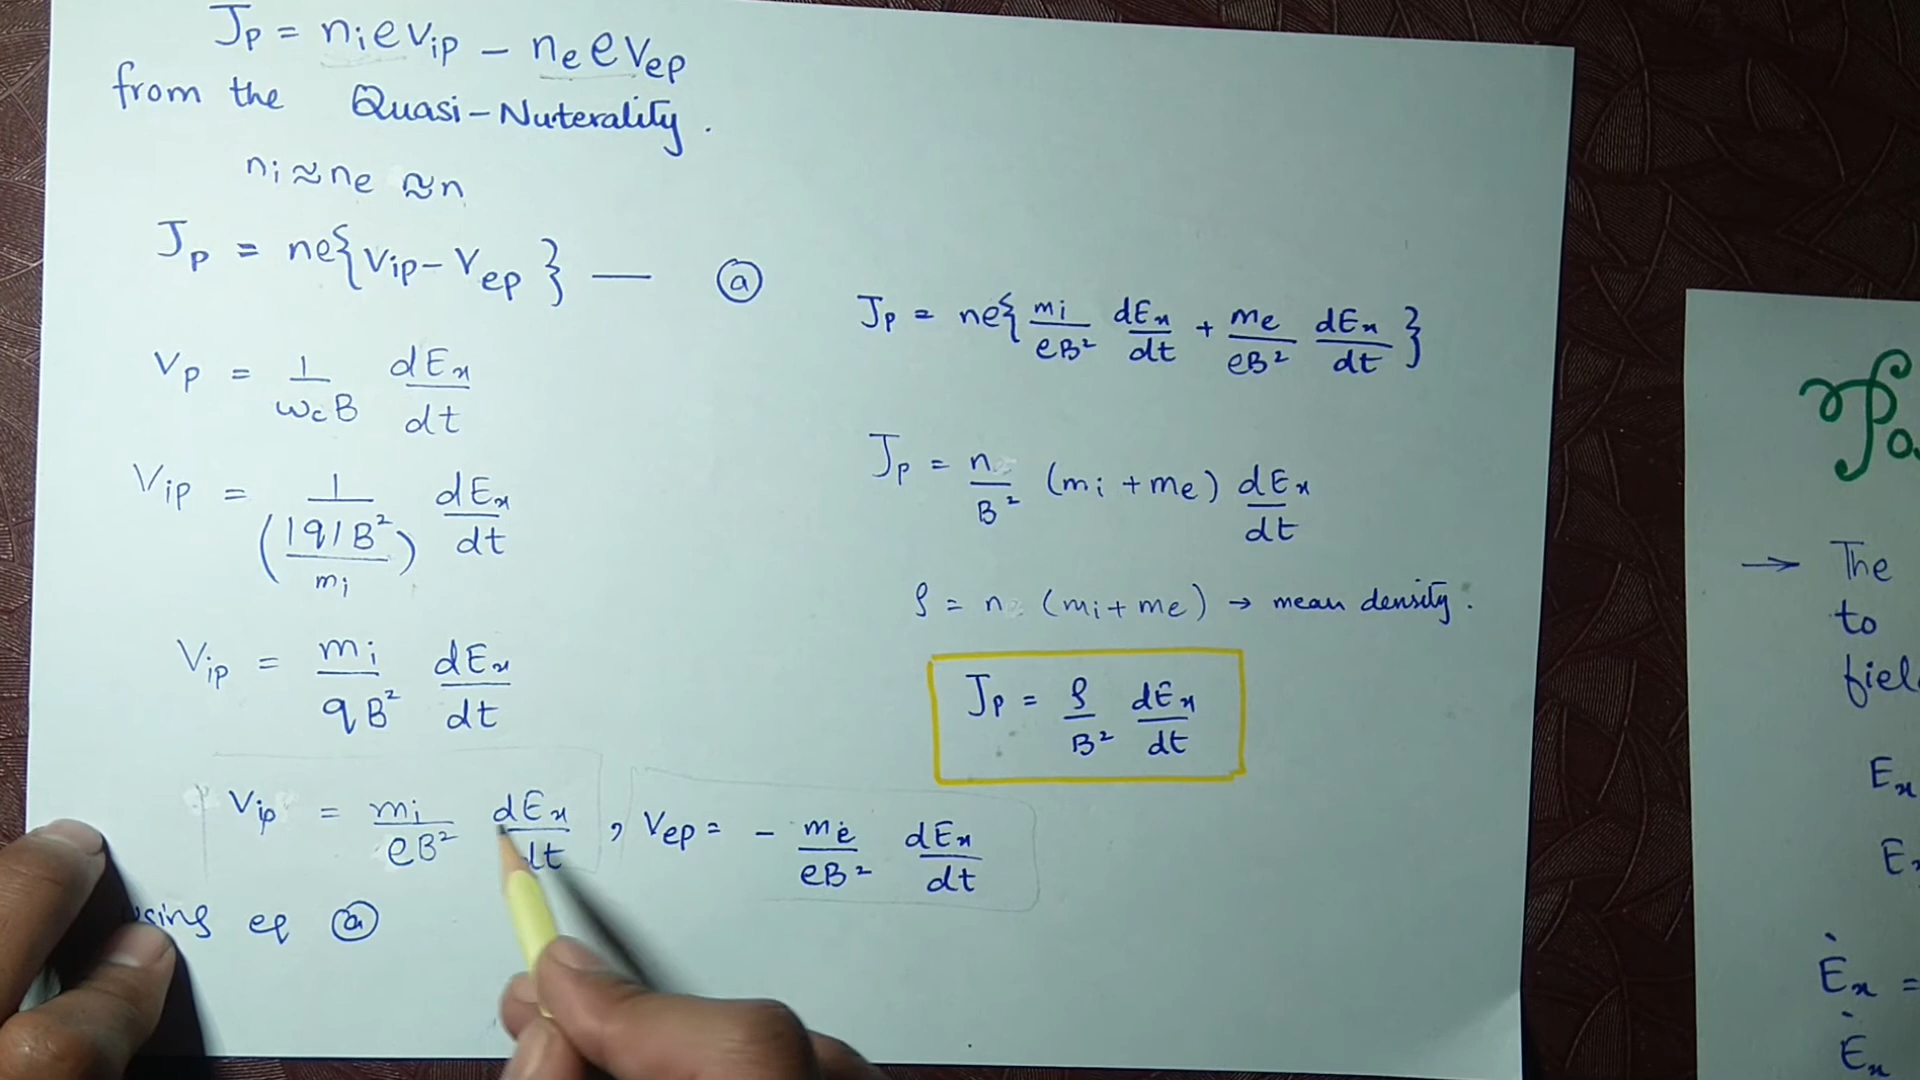 Jp = nᵢevᵢp – nₑeVₑp
from the Quasi-Nuterality.
nᵢ ≈ nₑ ≈ n
Jp = ne{vᵢp – Vₑp} — ⓐ
Vp = 1/ωcB dEx/dt
Vᵢp = 1/(|q|B²/mᵢ) dEx/dt
Vᵢp = mᵢ/qB² dEx/dt
Vᵢp = mᵢ/eB² dEx/dt , Vₑp = – mₑ/eB² dEx/dt
eq ⓐ
Jp = ne{mᵢ/eB² dEx/dt + mₑ/eB² dEx/dt}
Jp = n/B² (mᵢ + mₑ) dEx/dt
ρ = n (mᵢ + mₑ) → mean density.
Jp = ρ/B² dEx/dt
→ The
to
Ex
Ėx =
Ėx